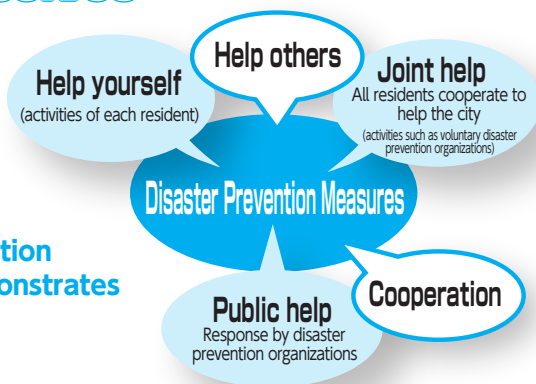 Help others
Help yourself
(activities of each resident)
Joint help
All residents cooperate to
help the city
(activities such as voluntary disaster
prevention organizations)
Disaster Prevention Measures
tion
onstrates
Cooperation
Public help
Response by disaster
prevention organizations